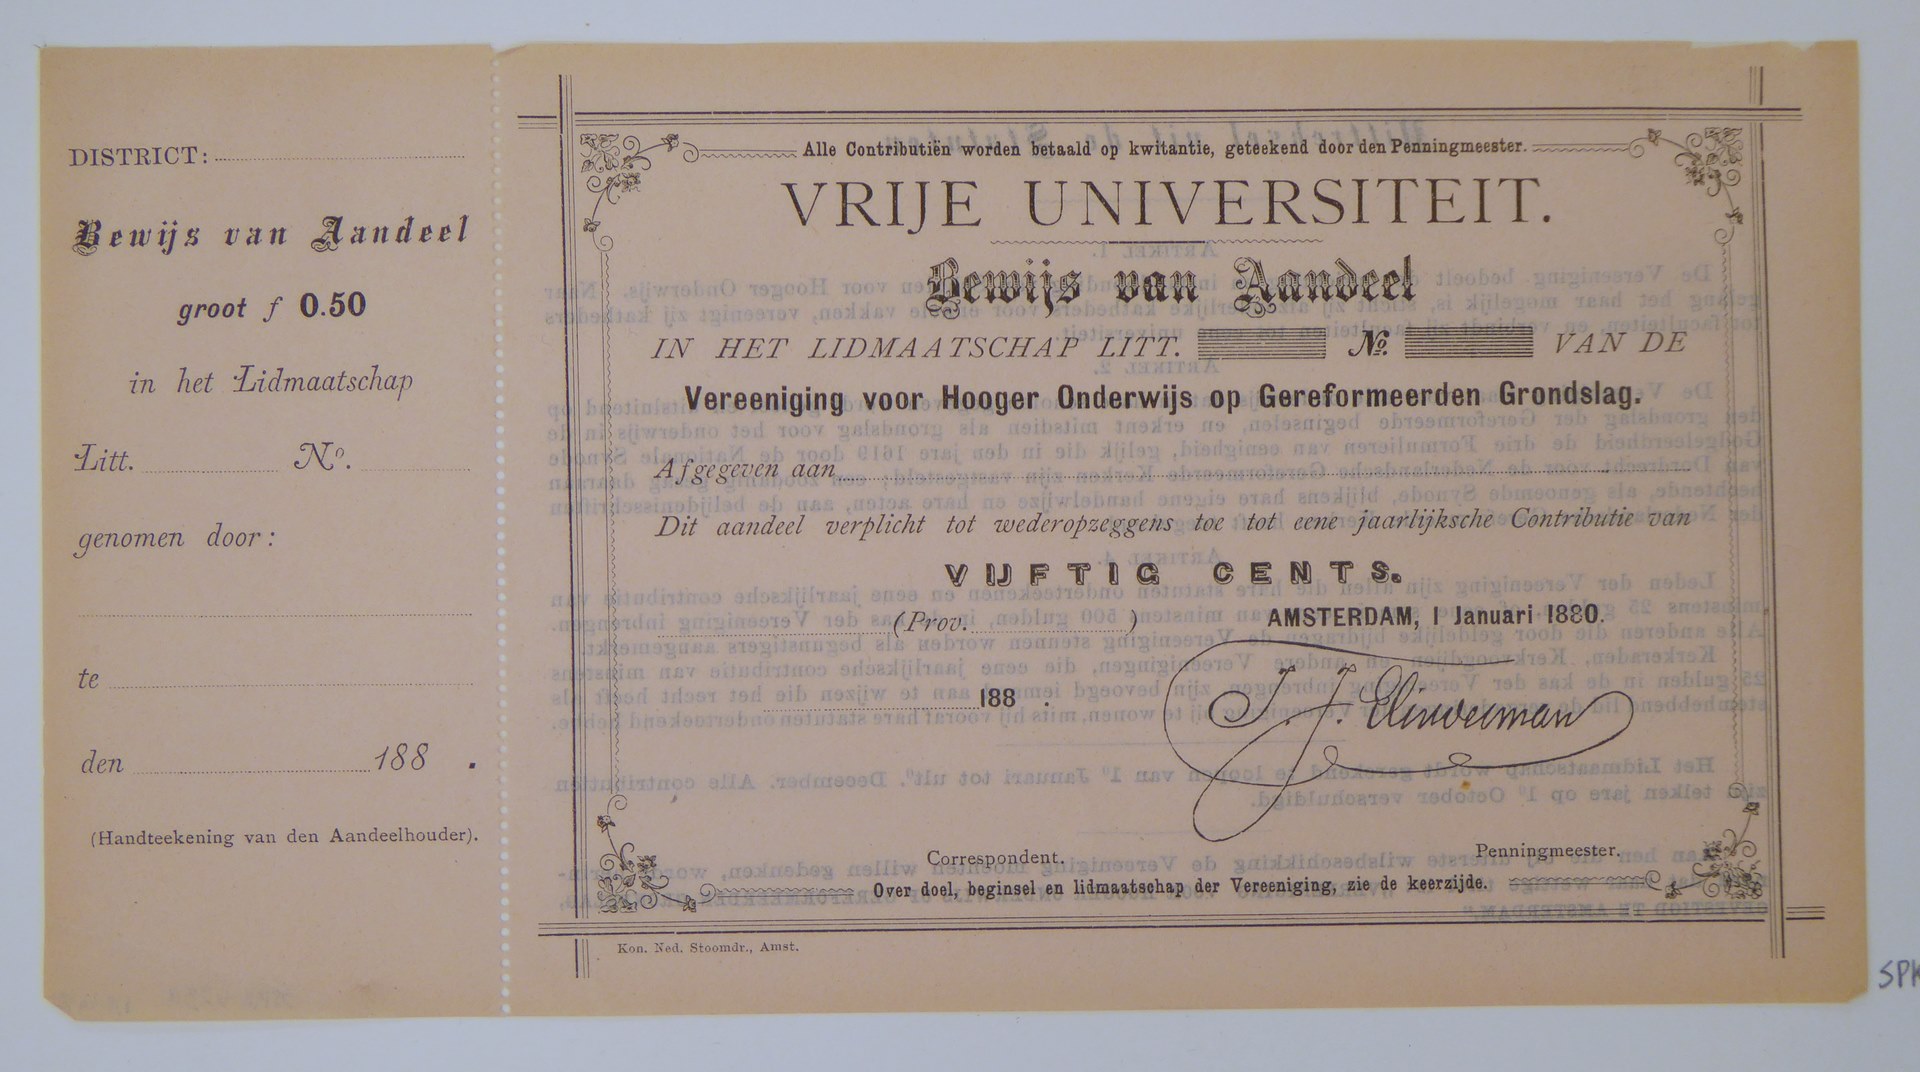 DISTRICT:
Bewijs van Aandeel
groot f 0.50
in het Lidmaatschap
Litt. No.
genomen door:
te
den 188 .
(Handteekening van den Aandeelhouder).
Alle Contributiën worden betaald op kwitantie, geteekend door den Penningmeester.
VRIJE UNIVERSITEIT.
Bewijs van Aandeel
IN HET LIDMAATSCHAP LITT. No. VAN DE
Vereeniging voor Hooger Onderwijs op Gereformeerden Grondslag.
Afgegeven aan
Dit aandeel verplicht tot wederopzeggens toe tot eene jaarlijksche Contributie van
VIJFTIG CENTS.
(Prov. ) AMSTERDAM, 1 Januari 1880.
188 .
Correspondent. Penningmeester.
Over doel, beginsel en lidmaatschap der Vereeniging, zie de keerzijde.
Kon. Ned. Stoomdr., Amst.
SPK